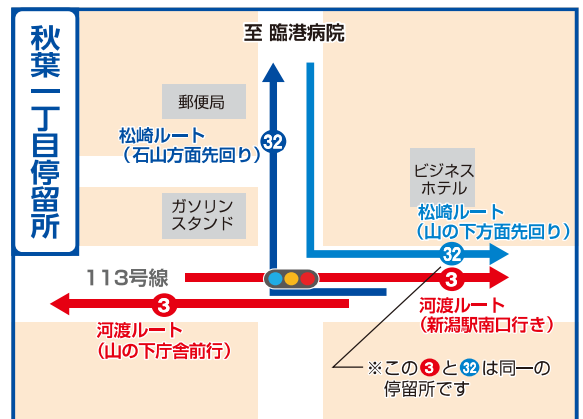 秋葉一丁目停留所
至 臨港病院
郵便局
松崎ルート
（石山方面先回り）
32
ビジネス
ホテル
ガソリン
スタンド
松崎ルート
（山の下方面先回り）
32
113号線
3
3
河渡ルート
（新潟駅南口行き）
河渡ルート
（山の下庁舎前行）
※この3と32は同一の
停留所です